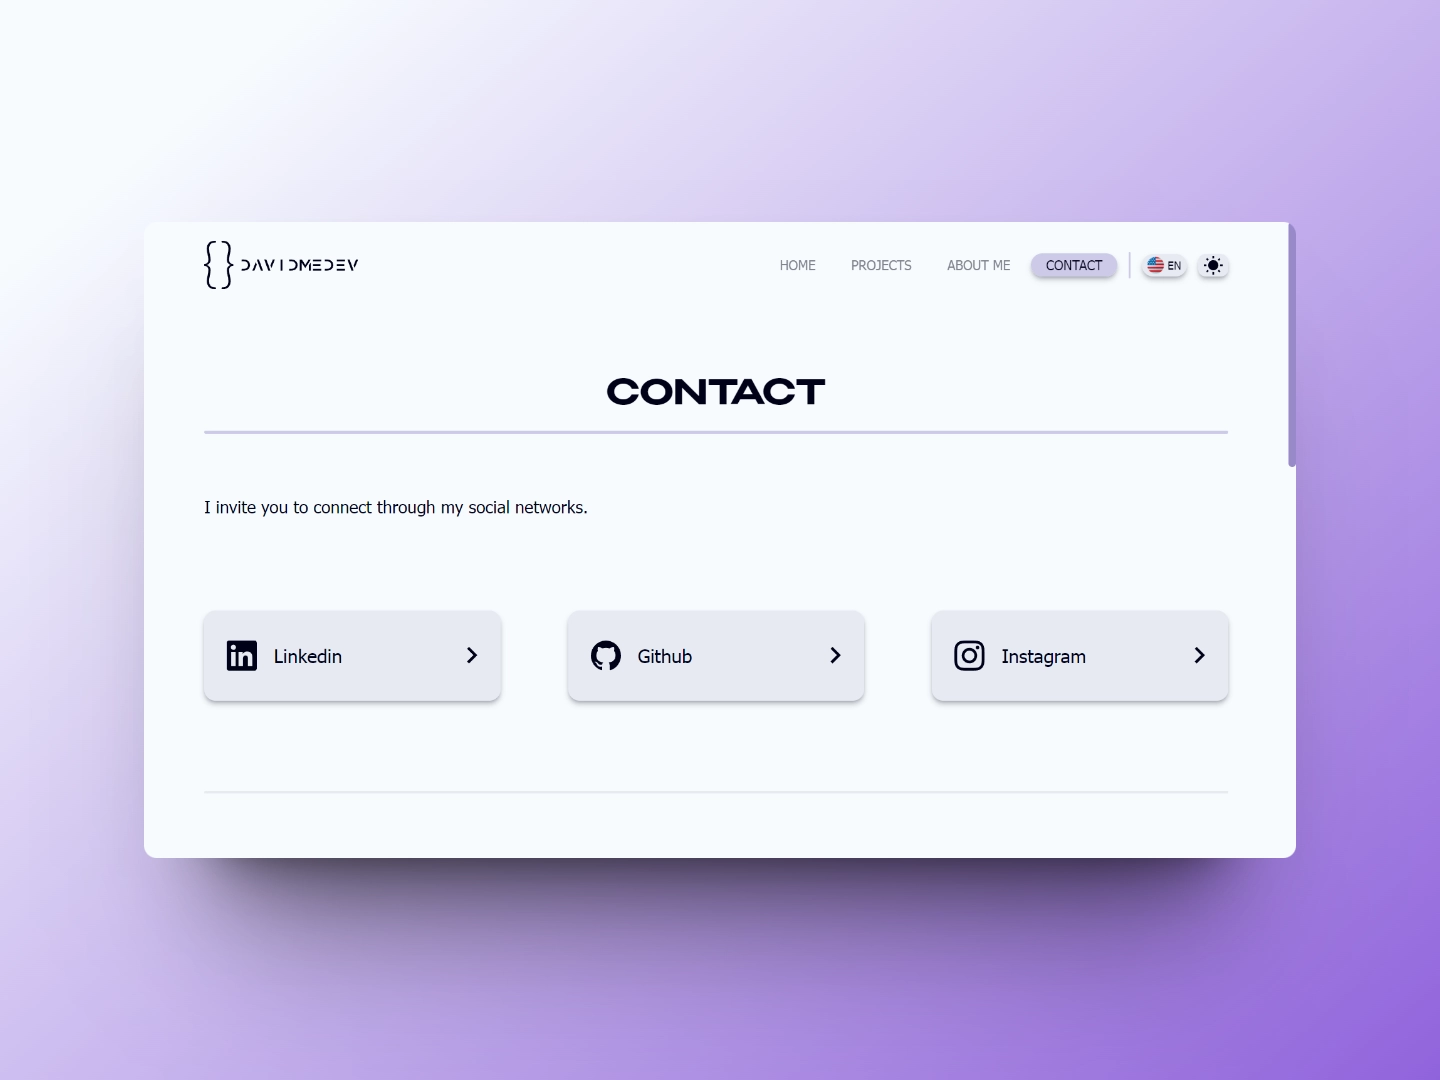 { } DAVIDMEDEV
HOME PROJECTS ABOUT ME CONTACT EN
CONTACT
I invite you to connect through my social networks.
in Linkedin
Github
Instagram